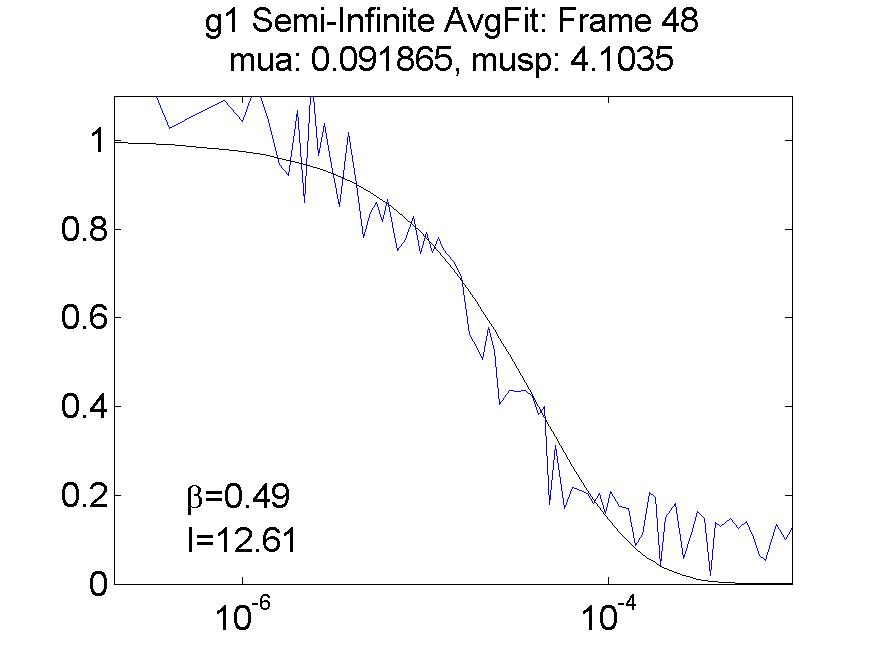 g1 Semi-Infinite AvgFit: Frame 48
mua: 0.091865, musp: 4.1035
1
0.8
0.6
0.4
0.2
0
β=0.49
I=12.61
10^-6
10^-4